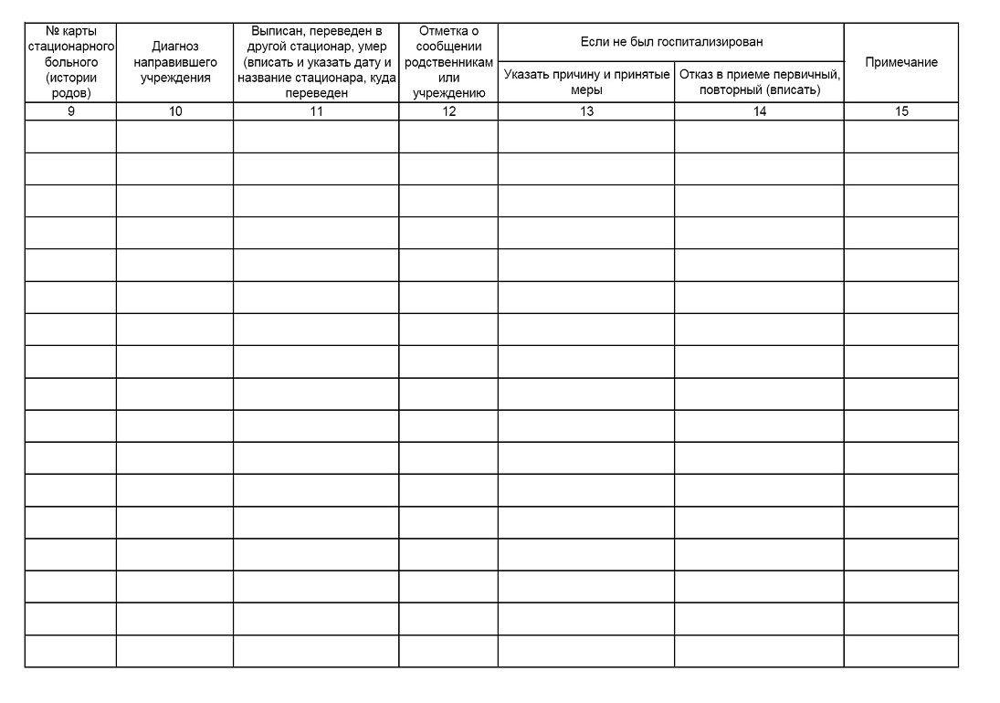 № карты
стационарного
больного
(истории
родов)
Диагноз
направившего
учреждения
Выписан, переведен в
другой стационар, умер
(вписать и указать дату и
название стационара, куда
переведен
Отметка о
сообщении
родственникам
или
учреждению
Если не был госпитализирован
Указать причину и принятые
меры
Отказ в приеме первичный,
повторный (вписать)
Примечание
9 10 11 12 13 14 15